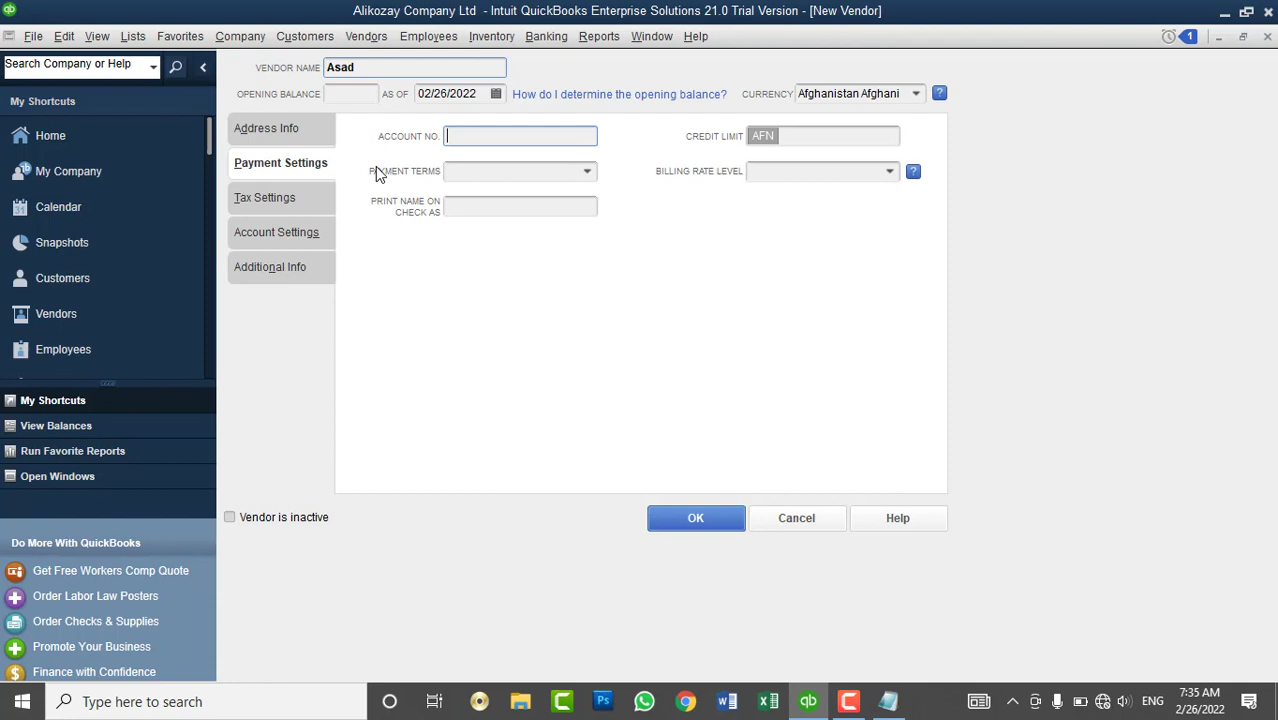 Alikozay Company Ltd - Intuit QuickBooks Enterprise Solutions 21.0 Trial Version - [New Vendor]
File Edit View Lists Favorites Company Customers Vendors Employees Inventory Banking Reports Window Help 1
Search Company or Help
My Shortcuts
Home
My Company
Calendar
Snapshots
Customers
Vendors
Employees
My Shortcuts
View Balances
Run Favorite Reports
Open Windows
Do More With QuickBooks
Get Free Workers Comp Quote
Order Labor Law Posters
Order Checks & Supplies
Promote Your Business
Finance with Confidence
VENDOR NAME Asad
OPENING BALANCE AS OF 02/26/2022 How do I determine the opening balance? CURRENCY Afghanistan Afghani ?
Address Info
Payment Settings
Tax Settings
Account Settings
Additional Info
ACCOUNT NO. CREDIT LIMIT AFN
PAYMENT TERMS BILLING RATE LEVEL ?
PRINT NAME ON
CHECK AS
Vendor is inactive
OK Cancel Help
Type here to search
ENG
7:35 AM
2/26/2022